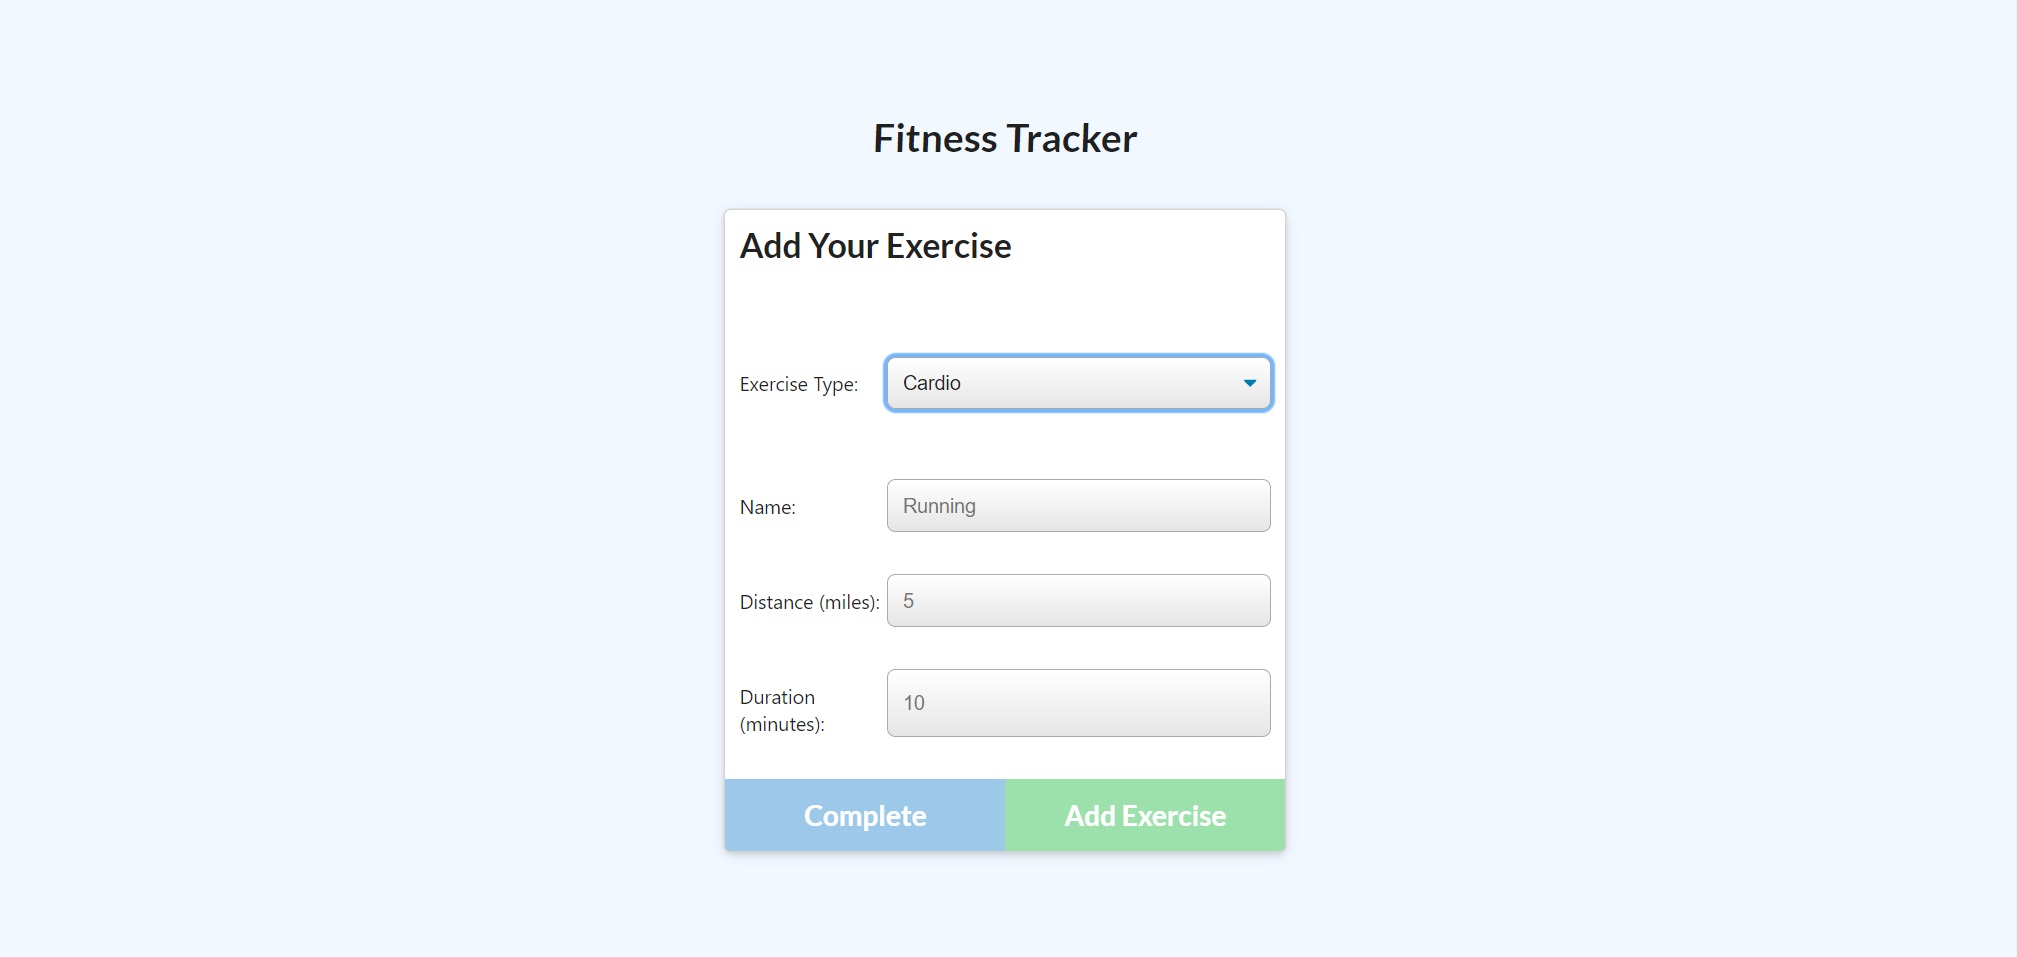 Fitness Tracker
Add Your Exercise
Exercise Type:
Cardio
Name:
Running
Distance (miles):
5
Duration
(minutes):
10
Complete
Add Exercise